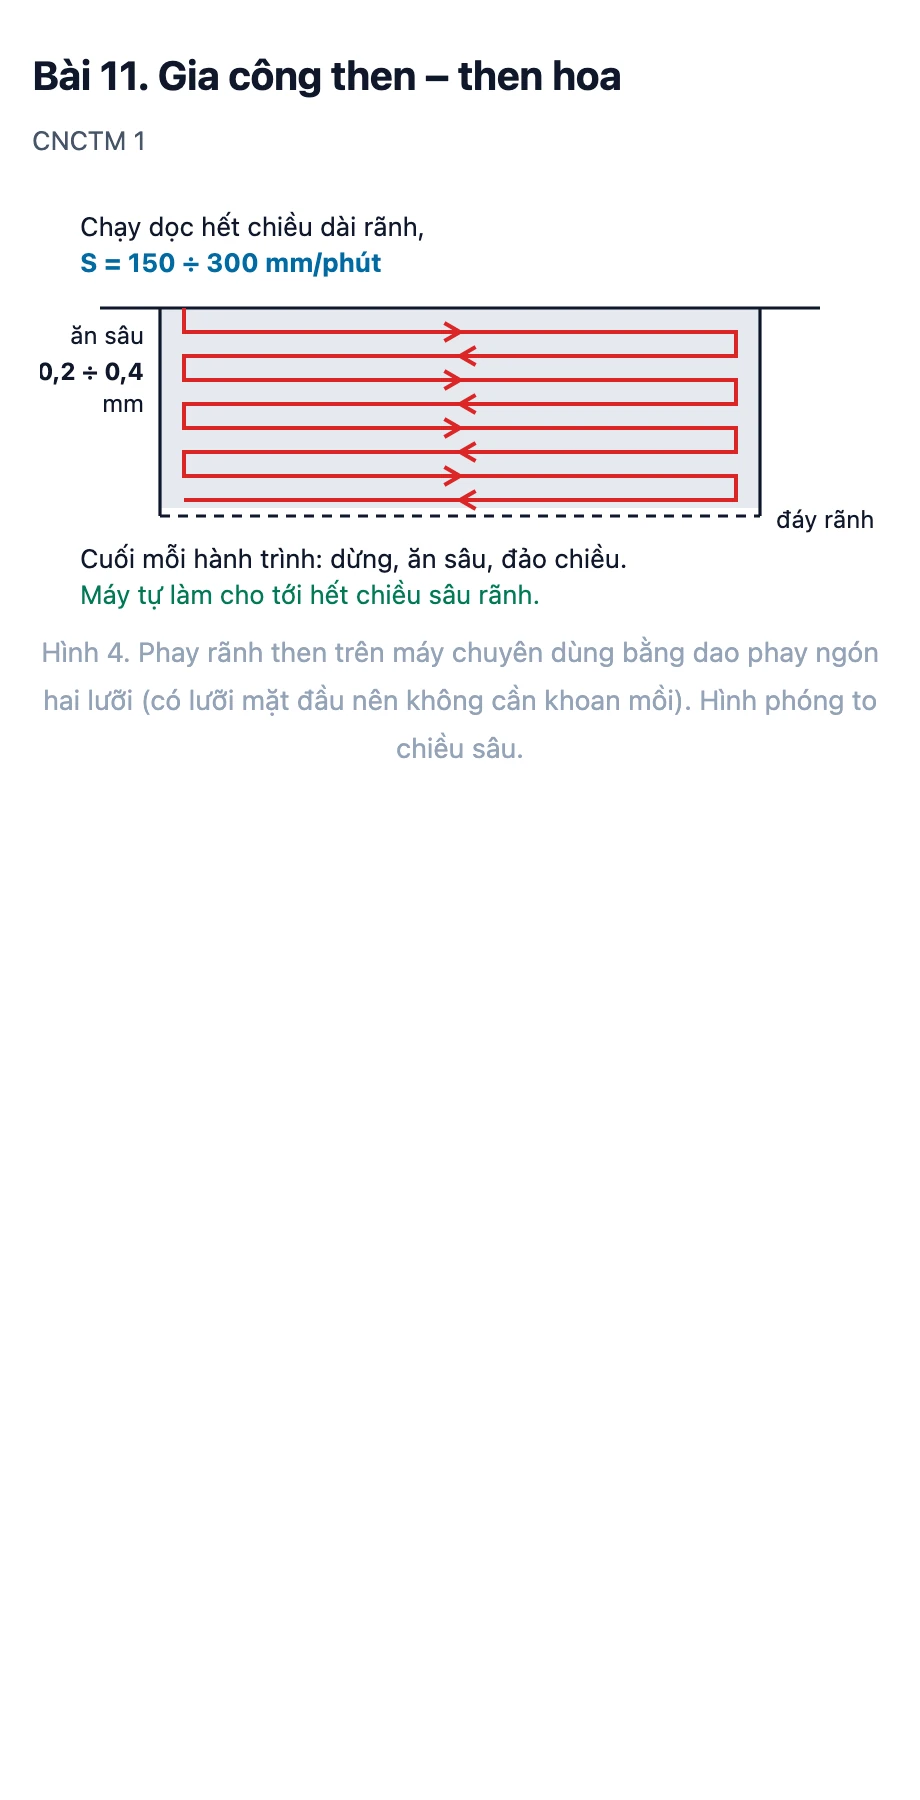 Bài 11. Gia công then – then hoa
CNCTM 1
Chạy dọc hết chiều dài rãnh,
S = 150 ÷ 300 mm/phút
ăn sâu
0,2 ÷ 0,4
mm
đáy rãnh
Cuối mỗi hành trình: dừng, ăn sâu, đảo chiều.
Máy tự làm cho tới hết chiều sâu rãnh.
Hình 4. Phay rãnh then trên máy chuyên dùng bằng dao phay ngón
hai lưỡi (có lưỡi mặt đầu nên không cần khoan mồi). Hình phóng to
chiều sâu.